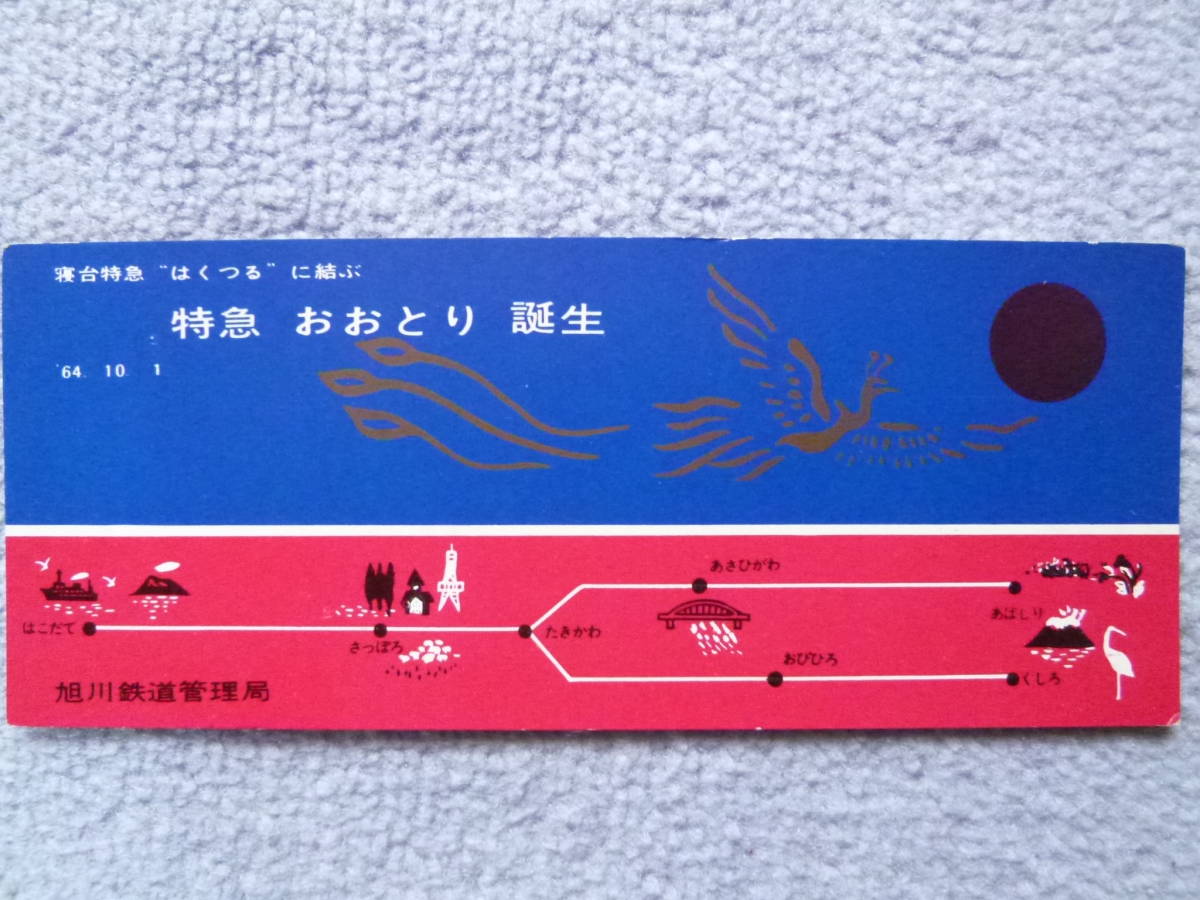 寝台特急“はくつる”に結ぶ
特急 おおとり 誕生
'64. 10. 1
あさひがわ
あばしり
はこだて
さっぽろ
たきかわ
おびひろ
くしろ
旭川鉄道管理局